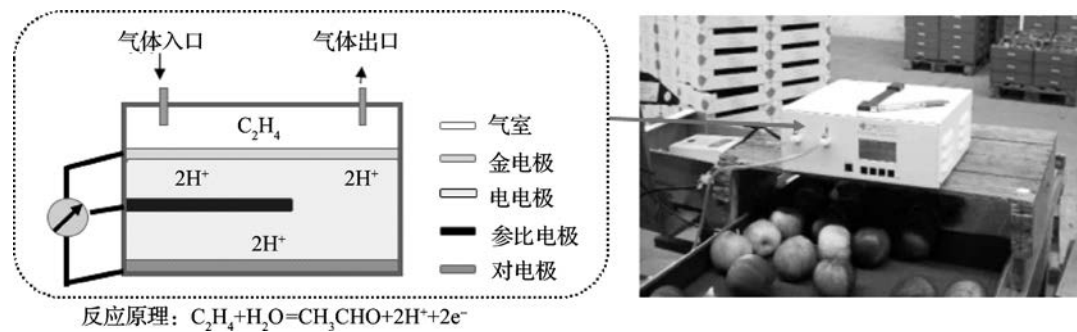 气体入口
气体出口
C₂H₄
2H⁺
2H⁺
2H⁺
气室
金电极
电电极
参比电极
对电极
反应原理：C₂H₄+H₂O=CH₃CHO+2H⁺+2e⁻